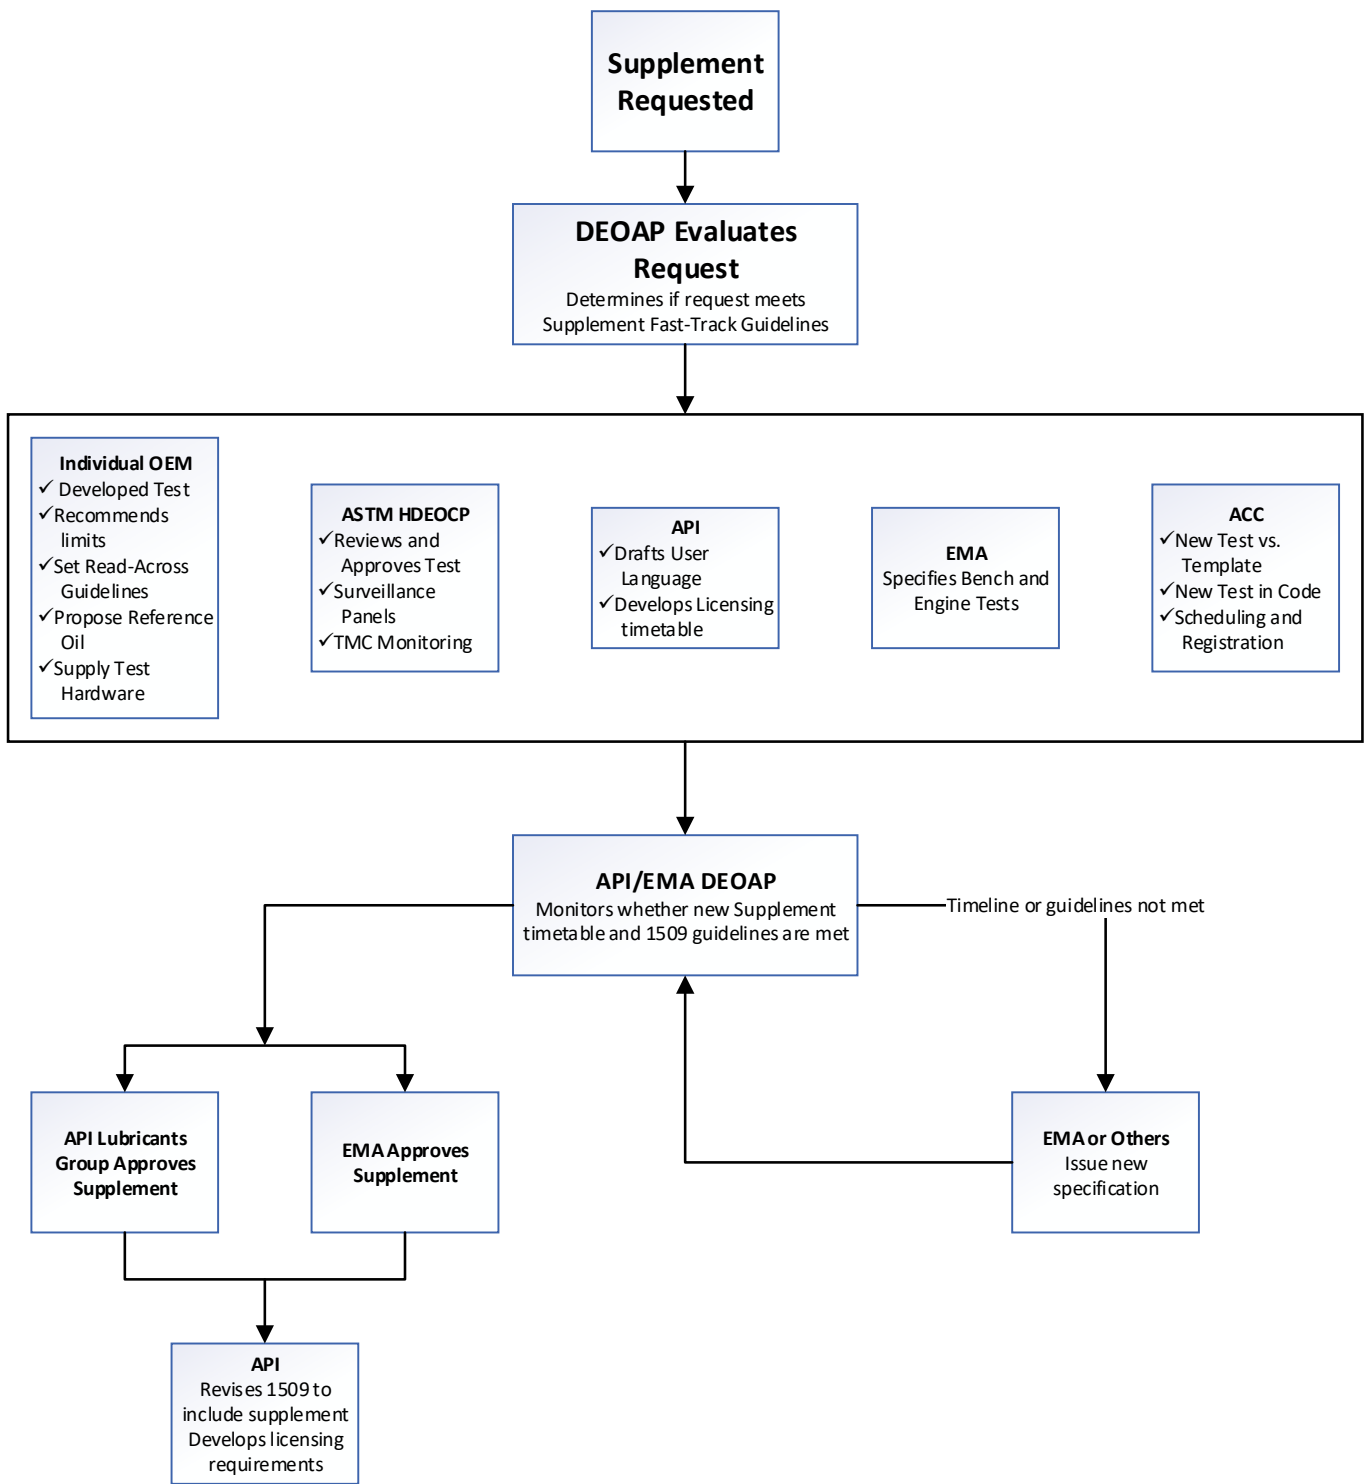 Supplement
Requested
DEOAP Evaluates
Request
Determines if request meets
Supplement Fast-Track Guidelines
Individual OEM
✓ Developed Test
✓Recommends
limits
✓Set Read-Across
Guidelines
✓Propose Reference
Oil
✓Supply Test
Hardware
ASTM HDEOCP
✓Reviews and
Approves Test
✓Surveillance
Panels
✓TMC Monitoring
API
✓Drafts User
Language
✓Develops Licensing
timetable
EMA
Specifies Bench and
Engine Tests
ACC
✓New Test vs.
Template
✓New Test in Code
✓Scheduling and
Registration
API/EMA DEOAP
Monitors whether new Supplement
timetable and 1509 guidelines are met
Timeline or guidelines not met
API Lubricants
Group Approves
Supplement
EMA Approves
Supplement
EMA or Others
Issue new
specification
API
Revises 1509 to
include supplement
Develops licensing
requirements